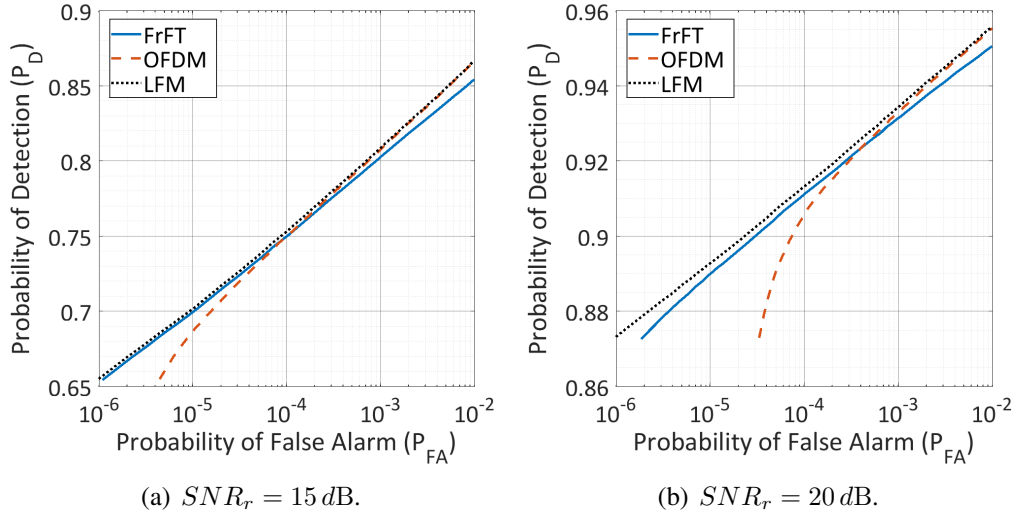 0.9
0.85
0.8
0.75
0.7
0.65
Probability of Detection (P_D)
FrFT
OFDM
LFM
10^-6
10^-5
10^-4
10^-3
10^-2
Probability of False Alarm (P_FA)
(a) SNR_r = 15 dB.
0.96
0.94
0.92
0.9
0.88
0.86
Probability of Detection (P_D)
FrFT
OFDM
LFM
10^-6
10^-5
10^-4
10^-3
10^-2
Probability of False Alarm (P_FA)
(b) SNR_r = 20 dB.